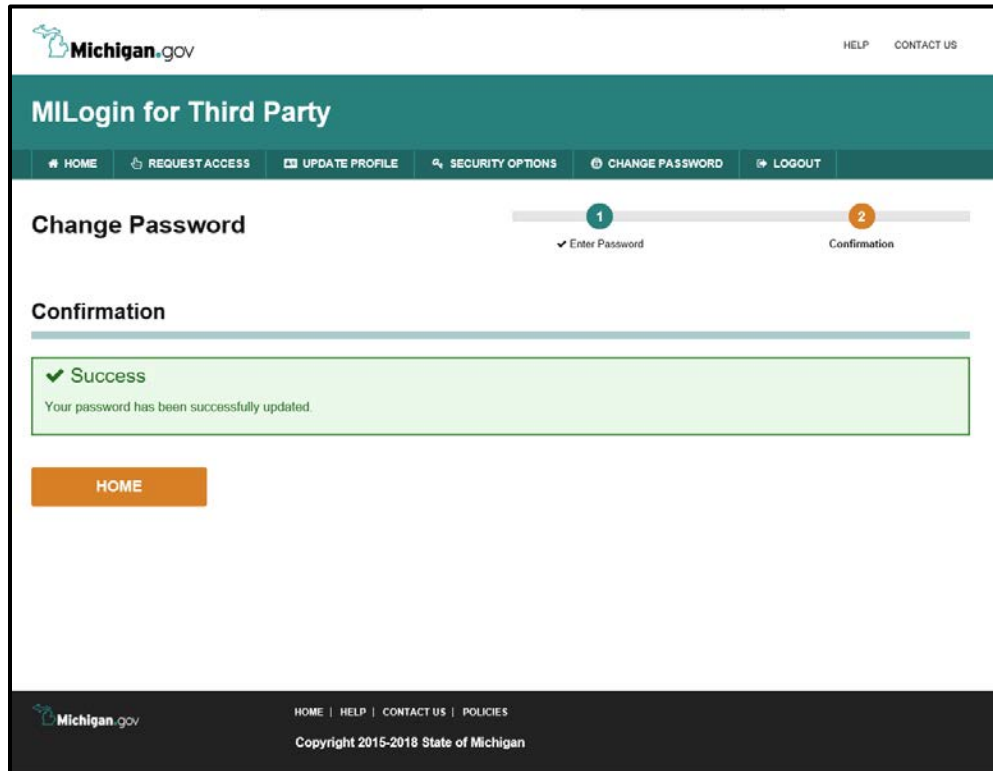 Michigan.gov
HELP CONTACT US
MILogin for Third Party
HOME REQUEST ACCESS UPDATE PROFILE SECURITY OPTIONS CHANGE PASSWORD LOGOUT
Change Password
1 2
Enter Password Confirmation
Confirmation
Success
Your password has been successfully updated.
HOME
Michigan.gov
HOME | HELP | CONTACT US | POLICIES
Copyright 2015-2018 State of Michigan